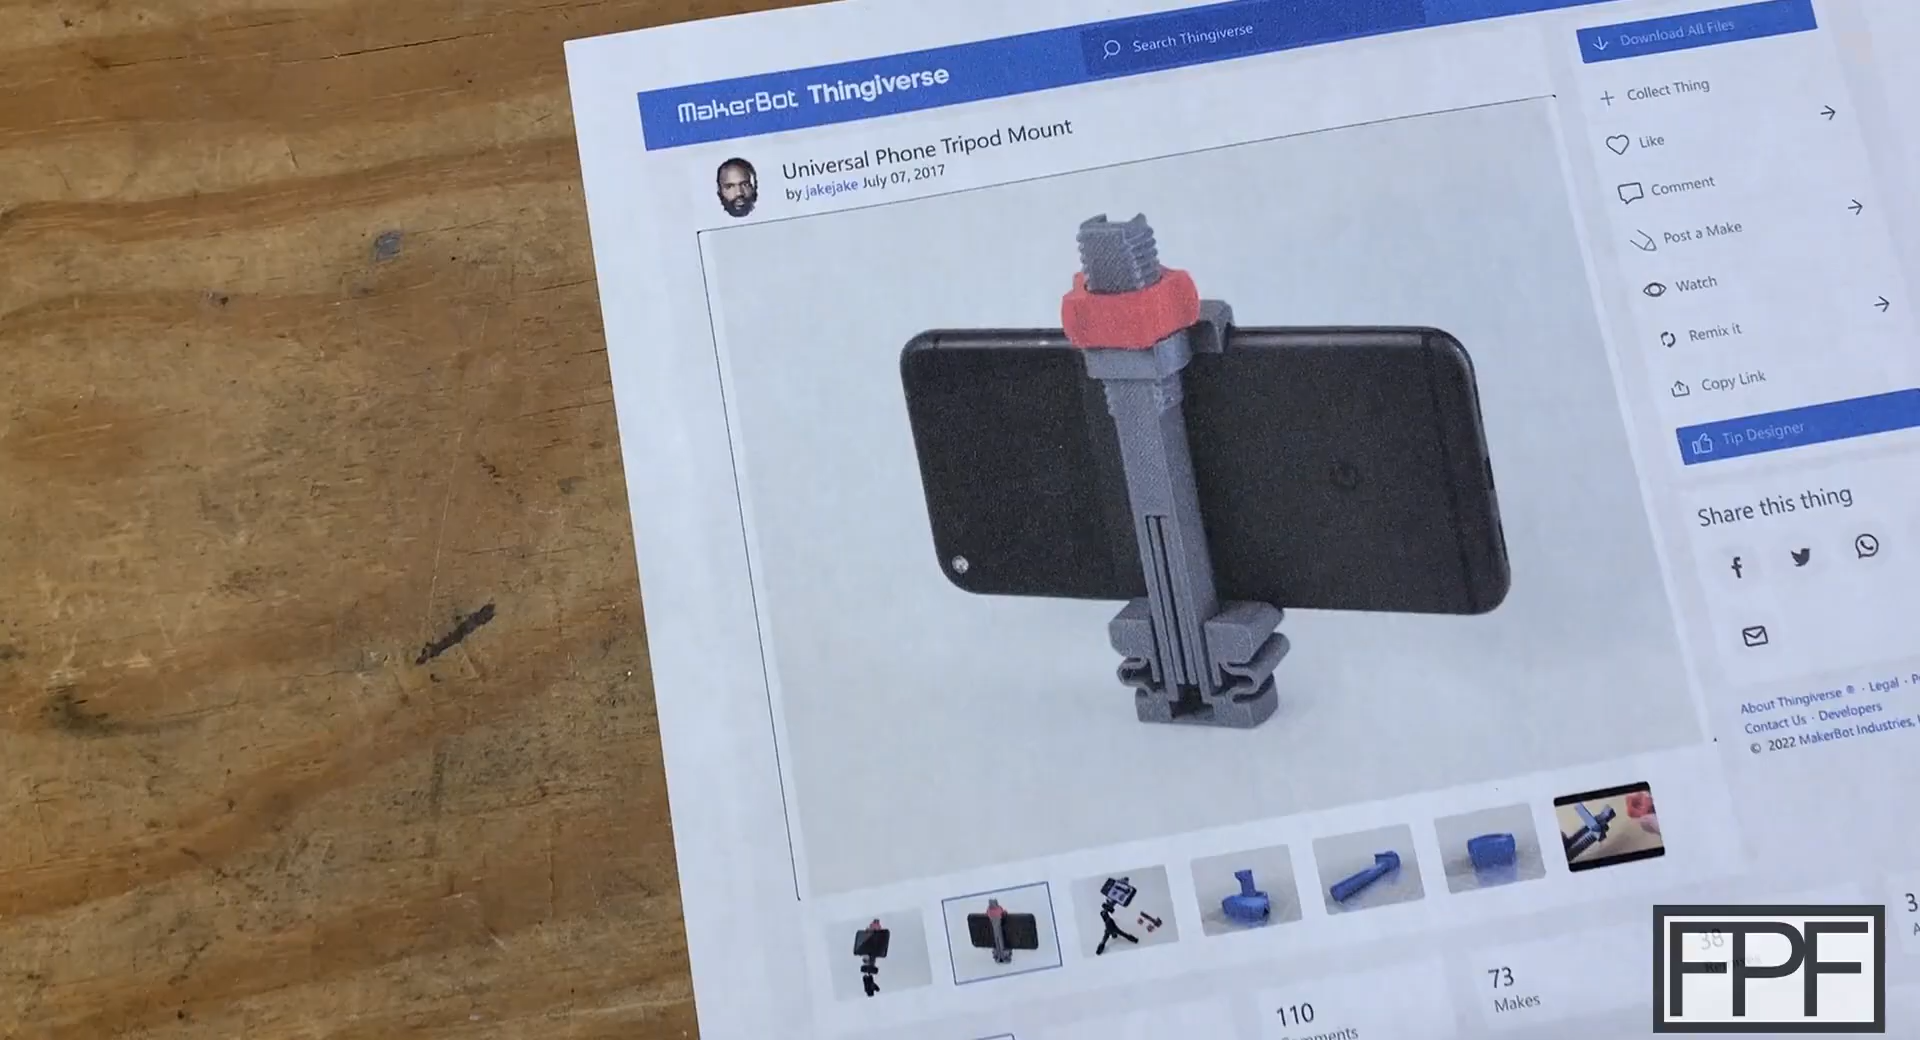 MakerBot Thingiverse
Search Thingiverse
Universal Phone Tripod Mount
by jakejake July 07, 2017
Download All Files
Collect Thing
Like
Comment
Post a Make
Watch
Remix it
Copy Link
Tip Designer
Share this thing
About Thingiverse ® · Legal ·
Contact Us · Developers
© 2022 MakerBot Industries,
110
73
Makes
38
3
FPF